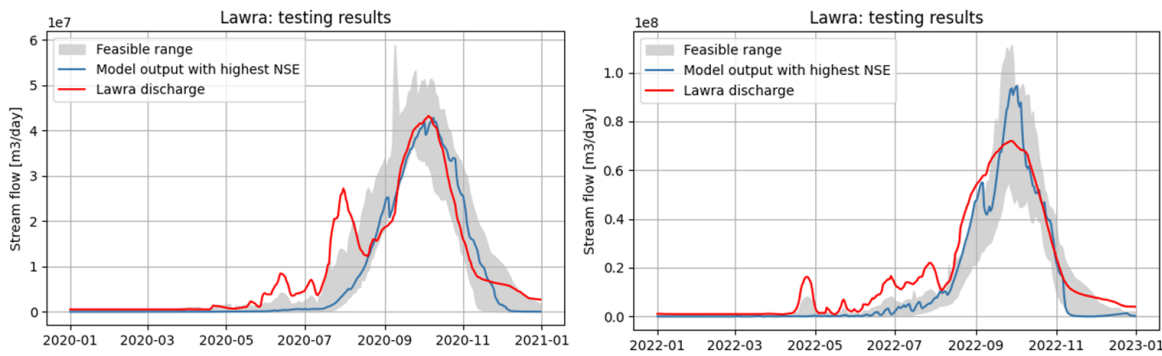 Lawra: testing results
1e7
Feasible range
Model output with highest NSE
Lawra discharge
Stream flow [m3/day]
6
5
4
3
2
1
0
2020-01 2020-03 2020-05 2020-07 2020-09 2020-11 2021-01
Lawra: testing results
1e8
Feasible range
Model output with highest NSE
Lawra discharge
Stream flow [m3/day]
1.0
0.8
0.6
0.4
0.2
0.0
2022-01 2022-03 2022-05 2022-07 2022-09 2022-11 2023-01